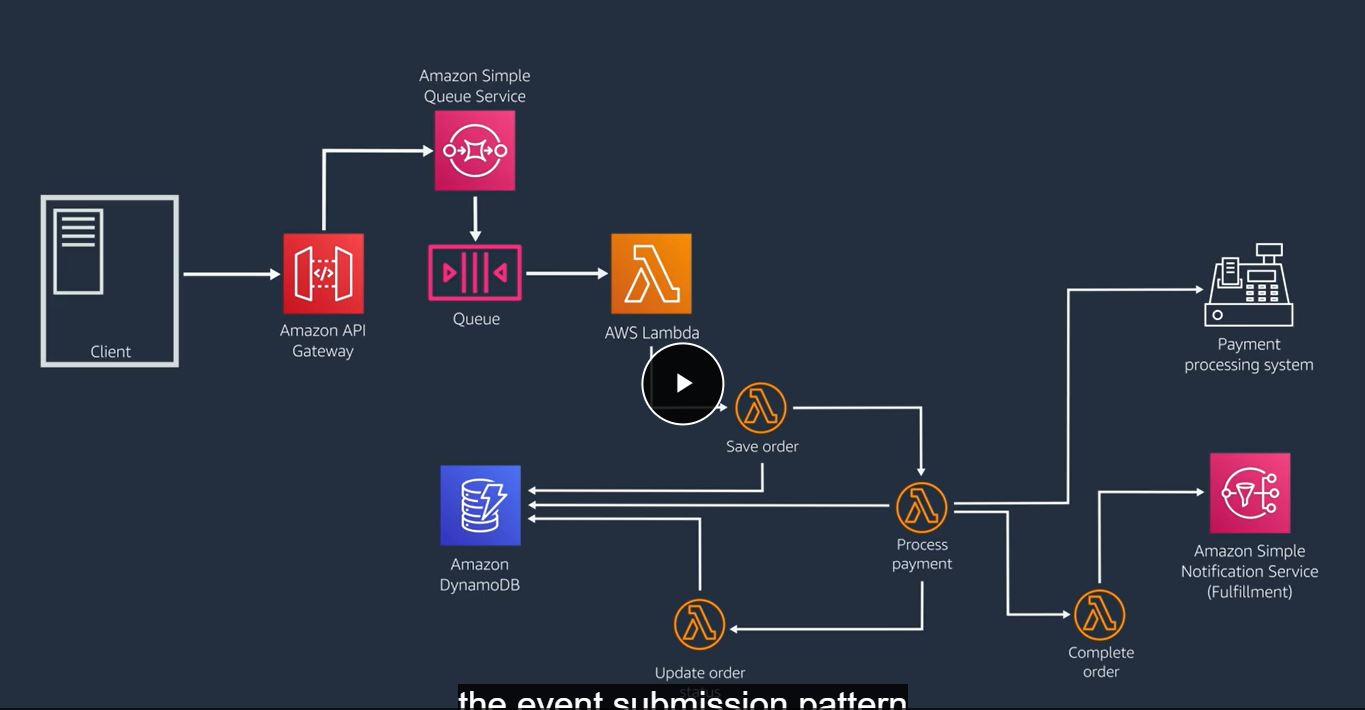 Amazon Simple
Queue Service
Client
Amazon API
Gateway
Queue
AWS Lambda
Payment
processing system
Save order
Amazon
DynamoDB
Process
payment
Amazon Simple
Notification Service
(Fulfillment)
Update order
status
Complete
order
the event submission pattern